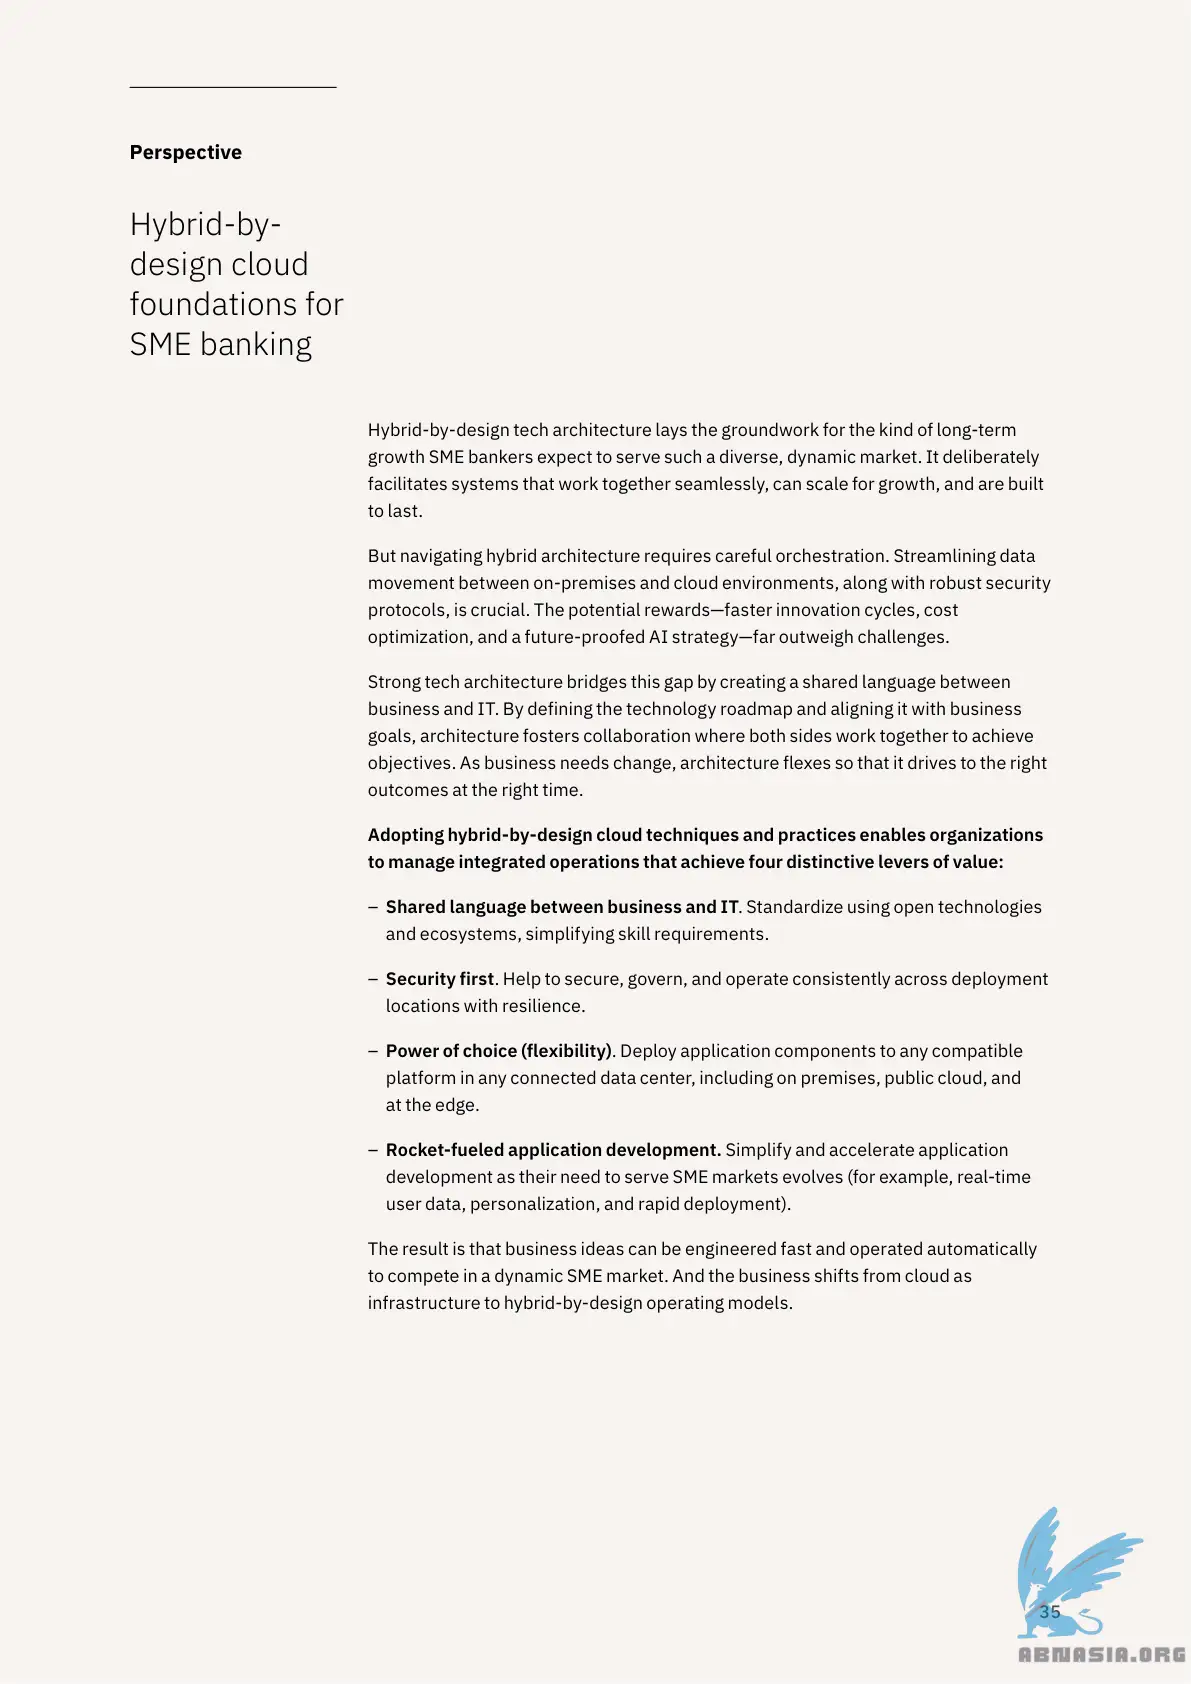 Perspective
Hybrid-by-
design cloud
foundations for
SME banking
Hybrid-by-design tech architecture lays the groundwork for the kind of long-term
growth SME bankers expect to serve such a diverse, dynamic market. It deliberately
facilitates systems that work together seamlessly, can scale for growth, and are built
to last.
But navigating hybrid architecture requires careful orchestration. Streamlining data
movement between on-premises and cloud environments, along with robust security
protocols, is crucial. The potential rewards—faster innovation cycles, cost
optimization, and a future-proofed AI strategy—far outweigh challenges.
Strong tech architecture bridges this gap by creating a shared language between
business and IT. By defining the technology roadmap and aligning it with business
goals, architecture fosters collaboration where both sides work together to achieve
objectives. As business needs change, architecture flexes so that it drives to the right
outcomes at the right time.
Adopting hybrid-by-design cloud techniques and practices enables organizations
to manage integrated operations that achieve four distinctive levers of value:
– Shared language between business and IT. Standardize using open technologies
and ecosystems, simplifying skill requirements.
– Security first. Help to secure, govern, and operate consistently across deployment
locations with resilience.
– Power of choice (flexibility). Deploy application components to any compatible
platform in any connected data center, including on premises, public cloud, and
at the edge.
– Rocket-fueled application development. Simplify and accelerate application
development as their need to serve SME markets evolves (for example, real-time
user data, personalization, and rapid deployment).
The result is that business ideas can be engineered fast and operated automatically
to compete in a dynamic SME market. And the business shifts from cloud as
infrastructure to hybrid-by-design operating models.
35
ABNASIA.ORG